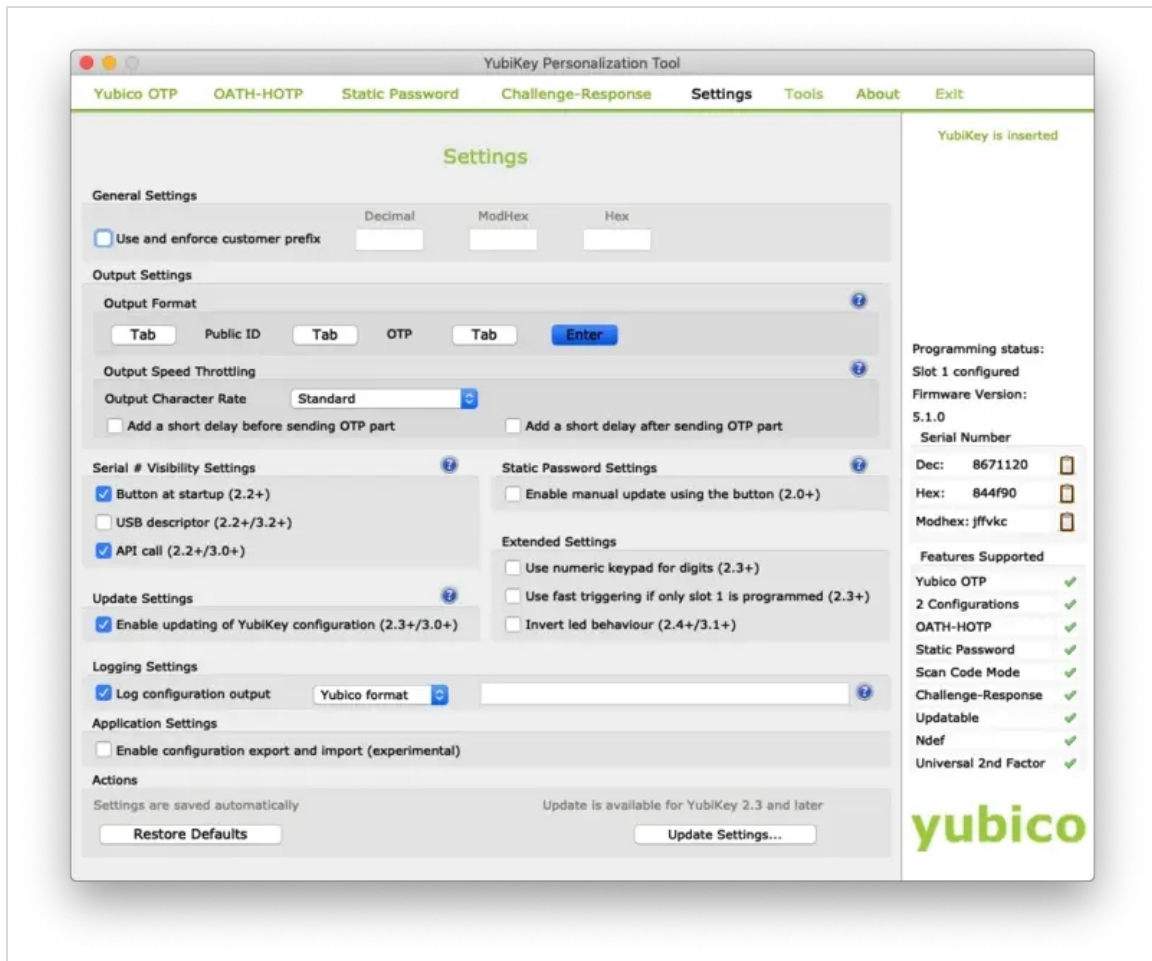 YubiKey Personalization Tool
Yubico OTP OATH-HOTP Static Password Challenge-Response Settings Tools About Exit
Settings
General Settings
Decimal ModHex Hex
Use and enforce customer prefix
Output Settings
Output Format
Tab Public ID Tab OTP Tab Enter
Output Speed Throttling
Output Character Rate Standard
Add a short delay before sending OTP part Add a short delay after sending OTP part
Serial # Visibility Settings
Button at startup (2.2+)
USB descriptor (2.2+/3.2+)
API call (2.2+/3.0+)
Static Password Settings
Enable manual update using the button (2.0+)
Update Settings
Enable updating of YubiKey configuration (2.3+/3.0+)
Extended Settings
Use numeric keypad for digits (2.3+)
Use fast triggering if only slot 1 is programmed (2.3+)
Invert led behaviour (2.4+/3.1+)
Logging Settings
Log configuration output Yubico format
Application Settings
Enable configuration export and import (experimental)
Actions
Settings are saved automatically Update is available for YubiKey 2.3 and later
Restore Defaults Update Settings...
YubiKey is inserted
Programming status:
Slot 1 configured
Firmware Version:
5.1.0
Serial Number
Dec: 8671120
Hex: 844f90
Modhex: jffvkc
Features Supported
Yubico OTP
2 Configurations
OATH-HOTP
Static Password
Scan Code Mode
Challenge-Response
Updatable
Ndef
Universal 2nd Factor
yubico